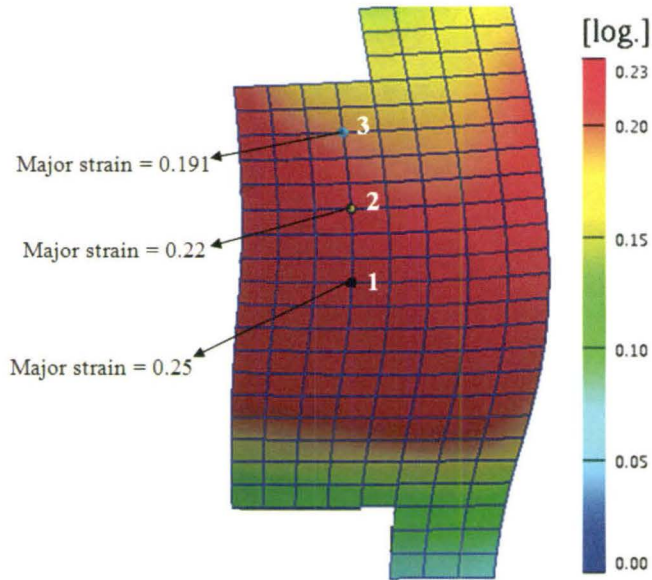 [log.]
0.23
0.20
0.15
0.10
0.05
0.00
3
Major strain = 0.191
2
Major strain = 0.22
1
Major strain = 0.25